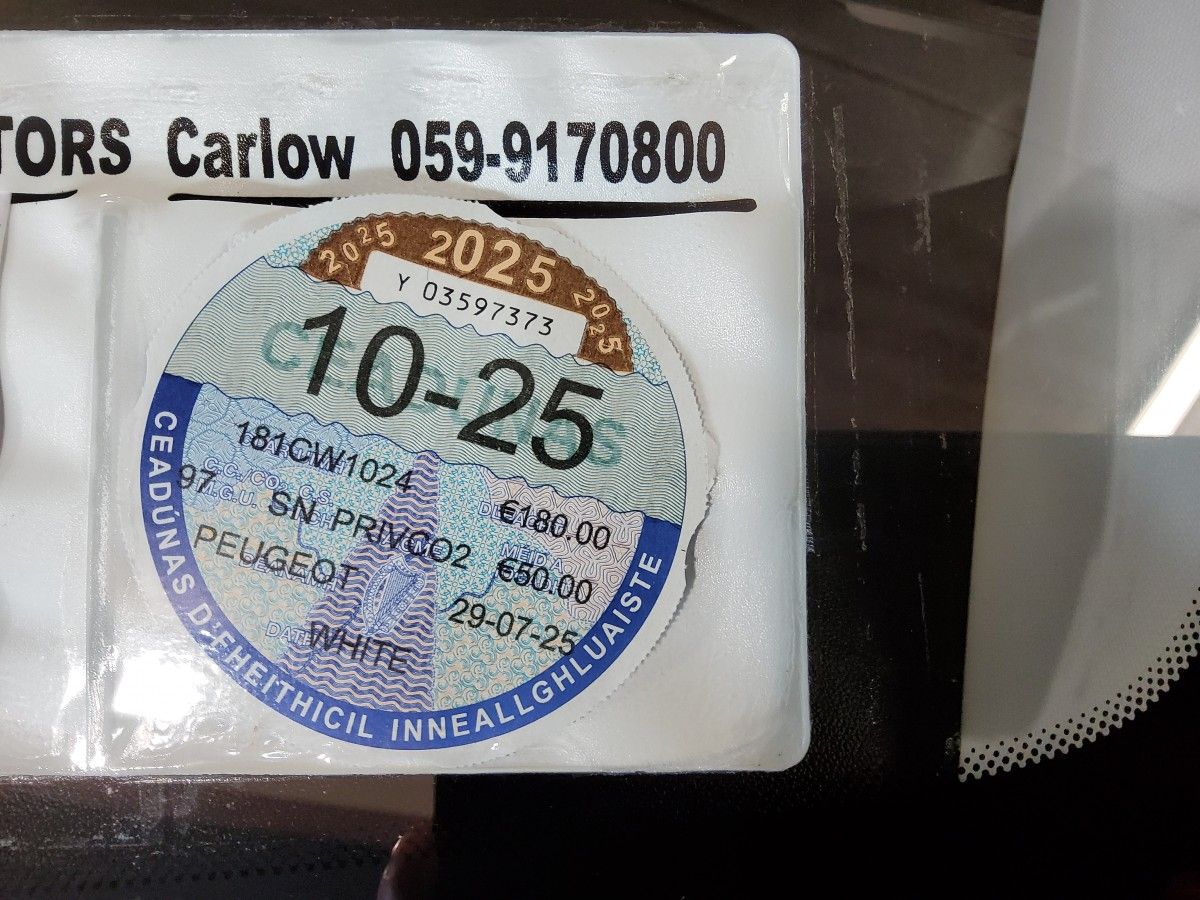 TORS Carlow 059-9170800
2025 2025 2025
Y 03597373
CEADÚNAS
10-25
181CW1024
€180.00
97 SN PRIVCO2
€50.00
PEUGEOT
29-07-25
WHITE
CEADÚNAS D'FHEITHICIL INNEALLGHLUAISTE